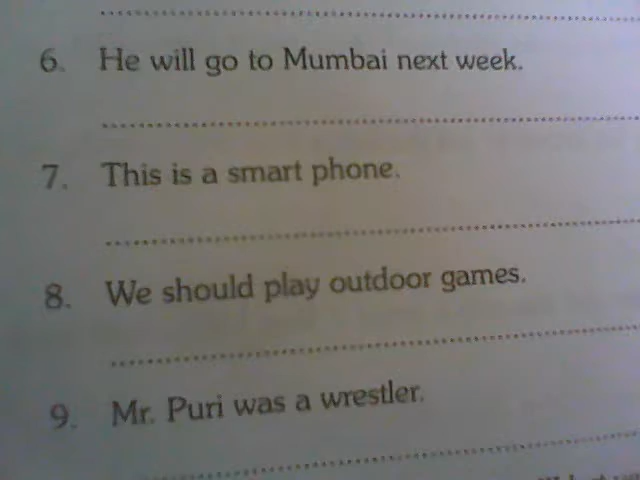 6. He will go to Mumbai next week.
7. This is a smart phone.
8. We should play outdoor games.
9. Mr. Puri was a wrestler.